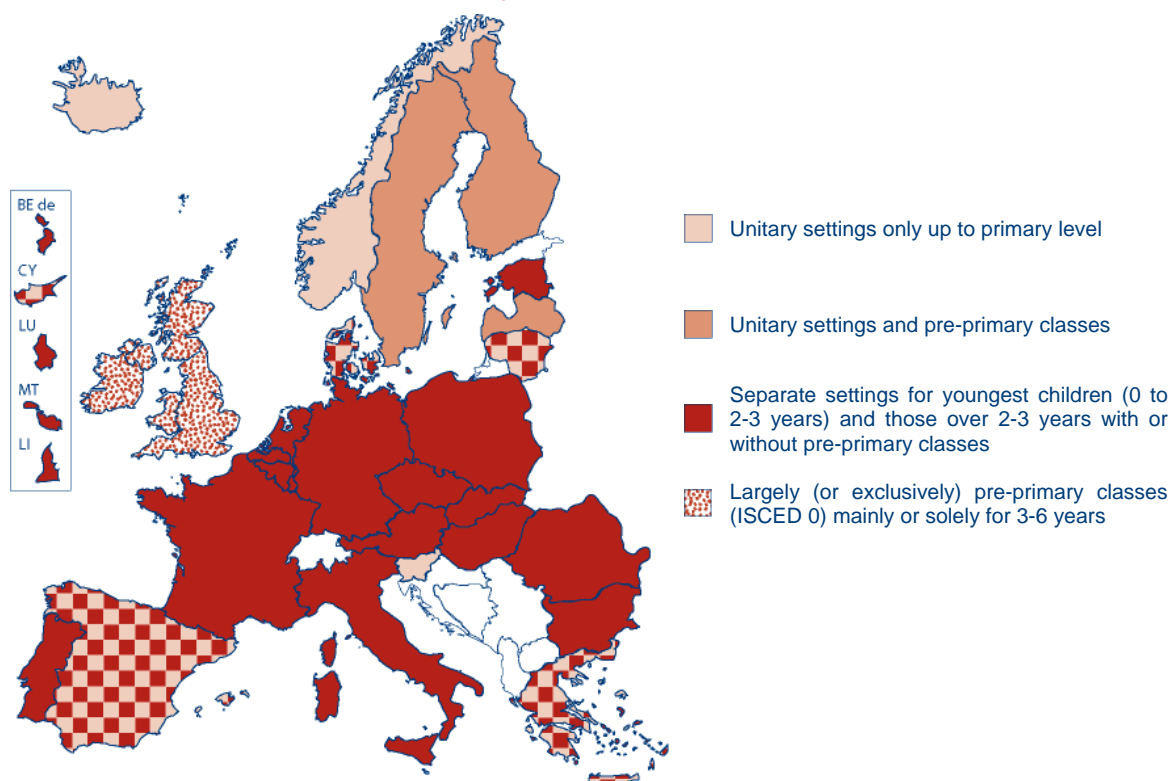 BE de
CY
LU
MT
LI
Unitary settings only up to primary level
Unitary settings and pre-primary classes
Separate settings for youngest children (0 to
2-3 years) and those over 2-3 years with or
without pre-primary classes
Largely (or exclusively) pre-primary classes
(ISCED 0) mainly or solely for 3-6 years